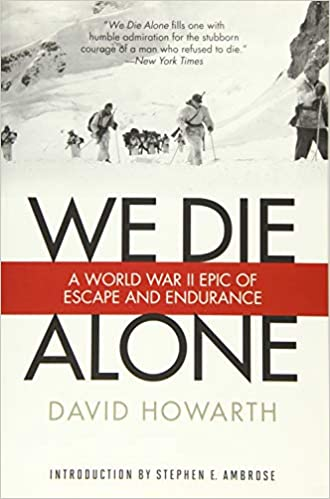 "We Die Alone fills one with
humble admiration for the stubborn
courage of a man who refused to die."
—New York Times
WE DIE
A WORLD WAR II EPIC OF
ESCAPE AND ENDURANCE
ALONE
DAVID HOWARTH
INTRODUCTION BY STEPHEN E. AMBROSE